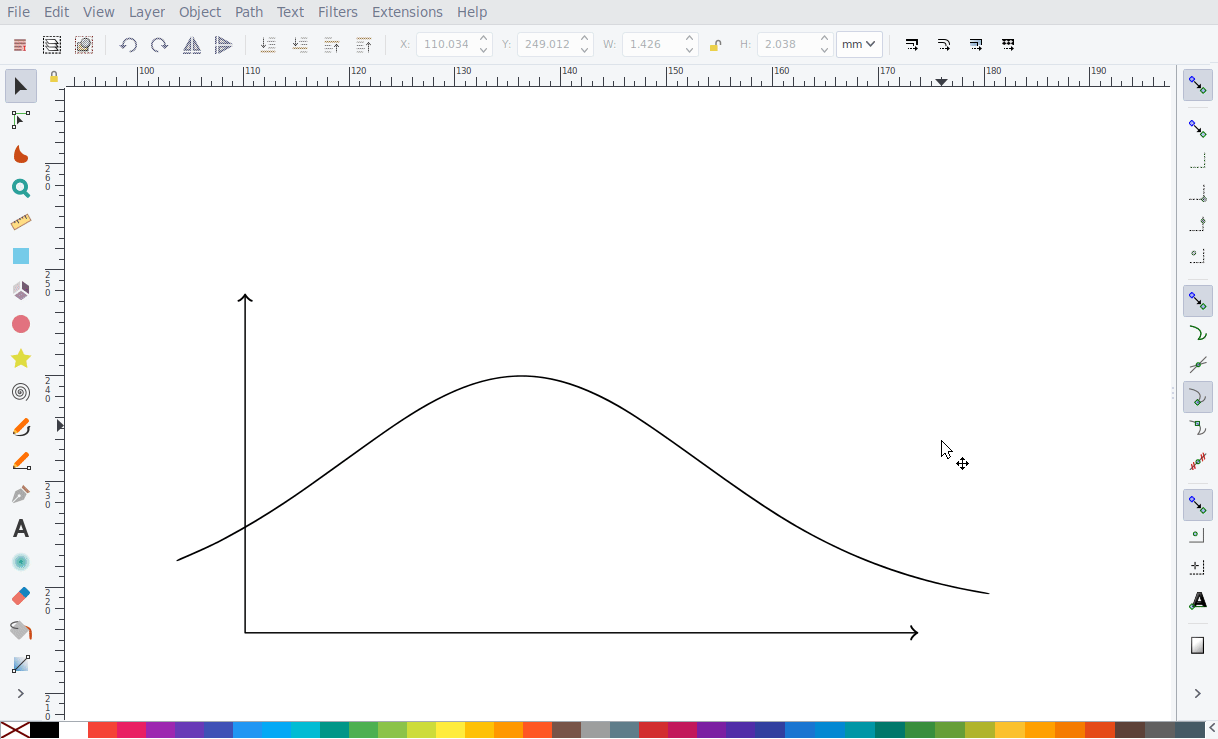 File Edit View Layer Object Path Text Filters Extensions Help
X: 110.034 Y: 249.012 W: 1.426 H: 2.038 mm
100 110 120 130 140 150 160 170 180 190
260
250
240
230
220
210